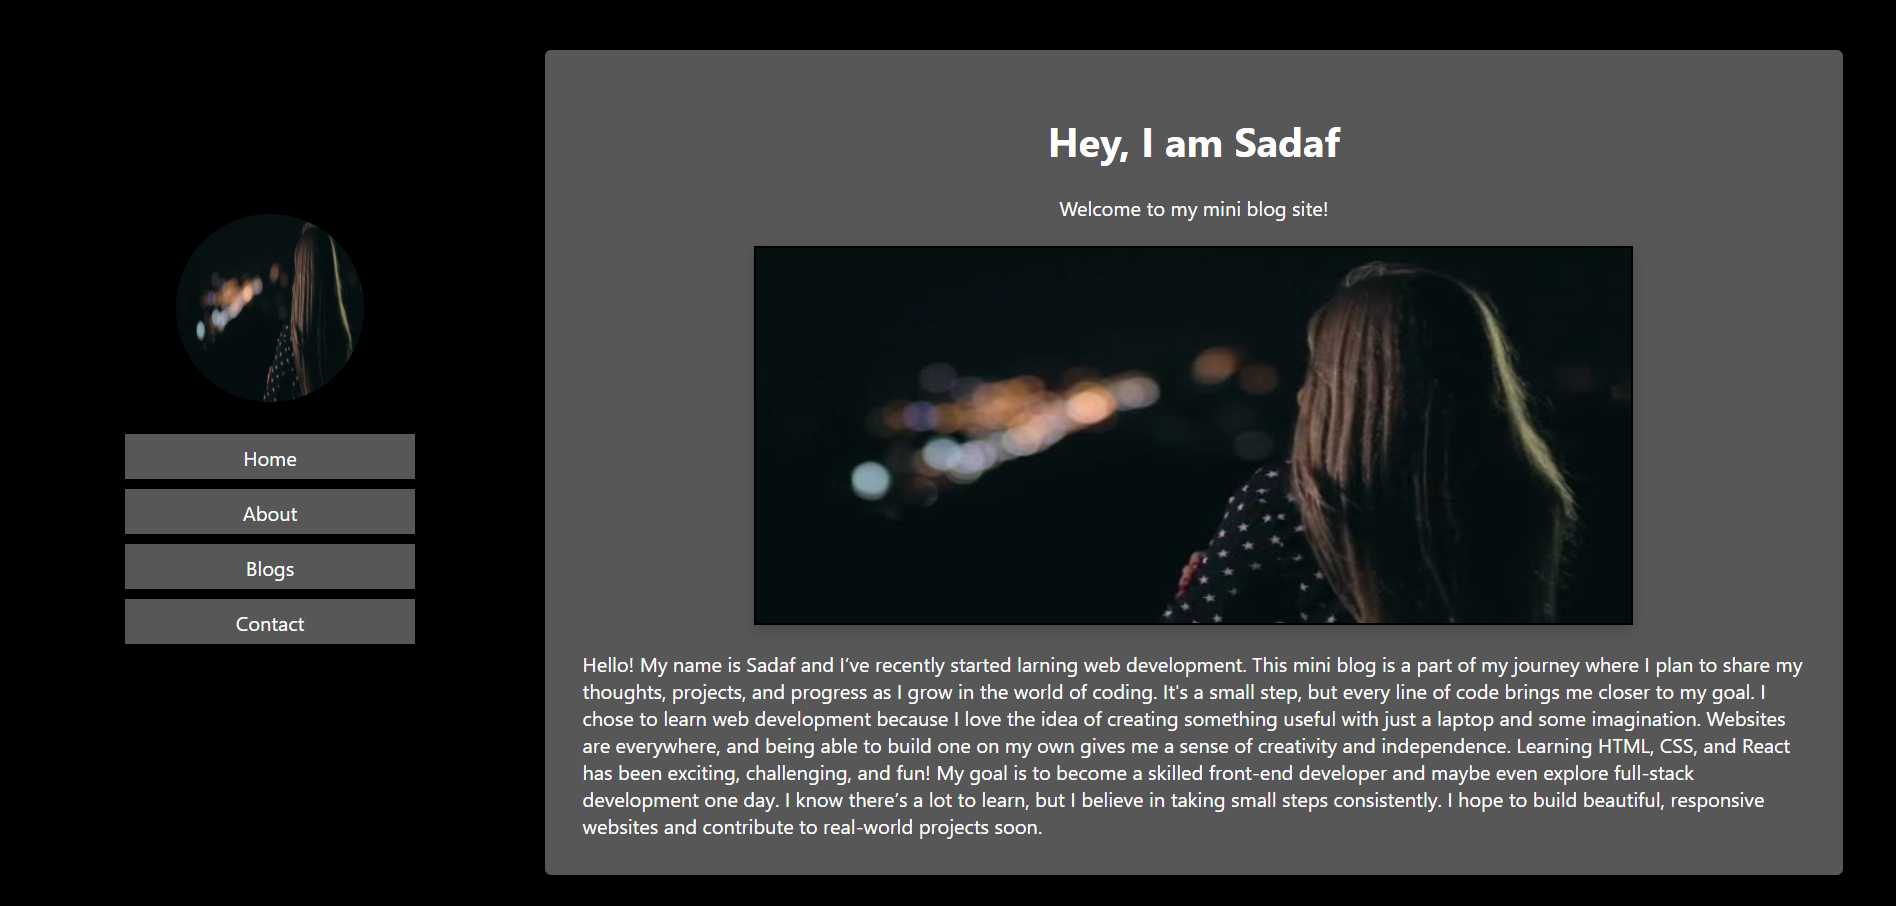 Home
About
Blogs
Contact
Hey, I am Sadaf
Welcome to my mini blog site!
Hello! My name is Sadaf and I’ve recently started larning web development. This mini blog is a part of my journey where I plan to share my
thoughts, projects, and progress as I grow in the world of coding. It's a small step, but every line of code brings me closer to my goal. I
chose to learn web development because I love the idea of creating something useful with just a laptop and some imagination. Websites
are everywhere, and being able to build one on my own gives me a sense of creativity and independence. Learning HTML, CSS, and React
has been exciting, challenging, and fun! My goal is to become a skilled front-end developer and maybe even explore full-stack
development one day. I know there’s a lot to learn, but I believe in taking small steps consistently. I hope to build beautiful, responsive
websites and contribute to real-world projects soon.